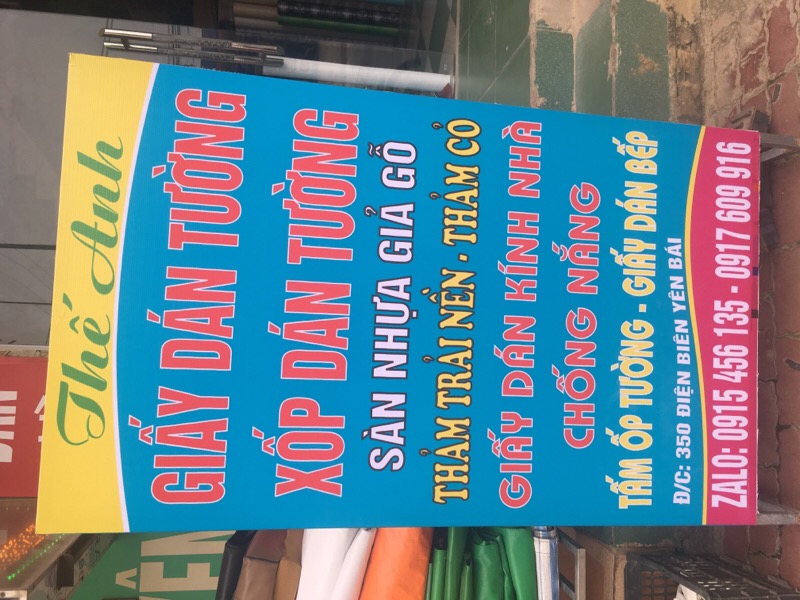 Thế Anh
GIẤY DÁN TƯỜNG
XỐP DÁN TƯỜNG
SÀN NHỰA GIẢ GỖ
THẢM TRẢI NỀN - THẢM CỎ
GIẤY DÁN KÍNH NHÀ
CHỐNG NẮNG
TẤM ỐP TƯỜNG - GIẤY DÁN BẾP
Đ/C: 350 ĐIỆN BIÊN YÊN BÁI
ZALO: 0915 456 135 - 0917 609 916